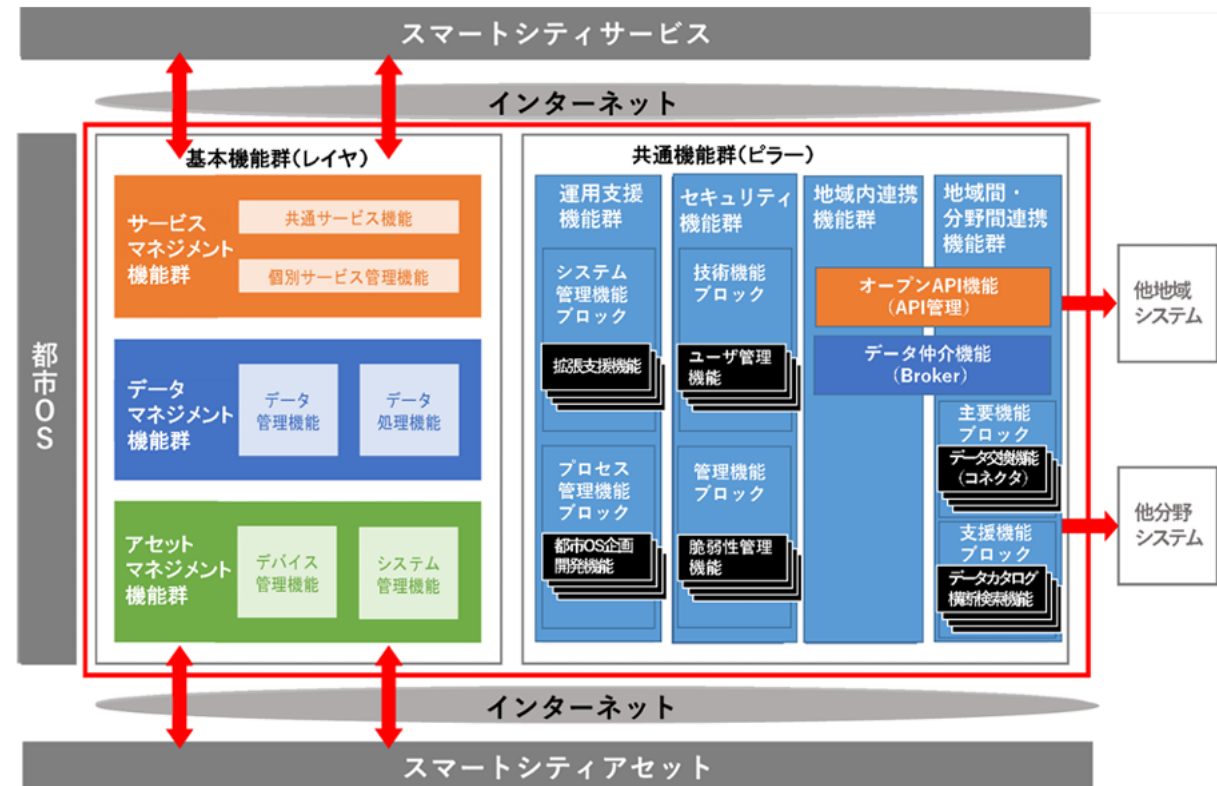 スマートシティサービス
インターネット
都市OS
基本機能群(レイヤ)
サービス
マネジメント
機能群
共通サービス機能
個別サービス管理機能
データ
マネジメント
機能群
データ
管理機能
データ
処理機能
アセット
マネジメント
機能群
デバイス
管理機能
システム
管理機能
共通機能群(ピラー)
運用支援
機能群
システム
管理機能
ブロック
拡張支援機能
プロセス
管理機能
ブロック
都市OS企画
開発機能
セキュリティ
機能群
技術機能
ブロック
ユーザ管理
機能
管理機能
ブロック
脆弱性管理
機能
地域内連携
機能群
地域間・
分野間連携
機能群
オープンAPI機能
(API管理)
データ仲介機能
(Broker)
主要機能
ブロック
データ交換機能
(コネクタ)
支援機能
ブロック
データカタログ
横断検索機能
他地域
システム
他分野
システム
インターネット
スマートシティアセット